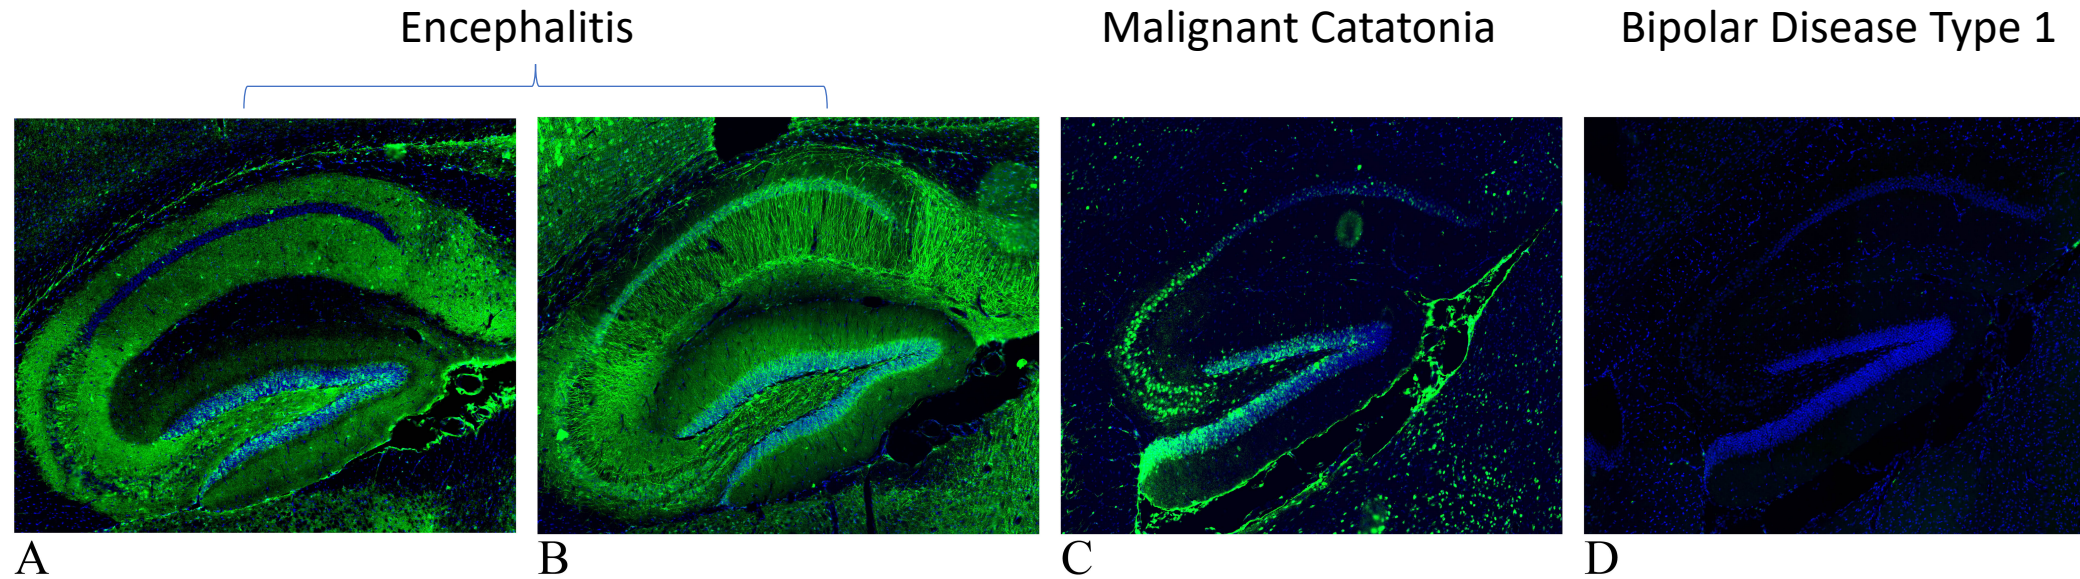 Encephalitis
Malignant Catatonia
Bipolar Disease Type 1
A
B
C
D